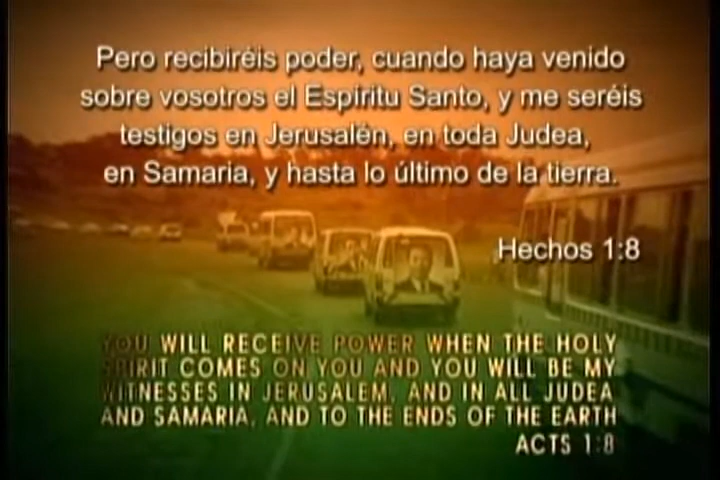 Pero recibiréis poder, cuando haya venido
sobre vosotros el Espíritu Santo, y me seréis
testigos en Jerusalén, en toda Judea,
en Samaria, y hasta lo último de la tierra.
Hechos 1:8
YOU WILL RECEIVE POWER WHEN THE HOLY
SPIRIT COMES ON YOU AND YOU WILL BE MY
WITNESSES IN JERUSALEM, AND IN ALL JUDEA
AND SAMARIA, AND TO THE ENDS OF THE EARTH
ACTS 1:8